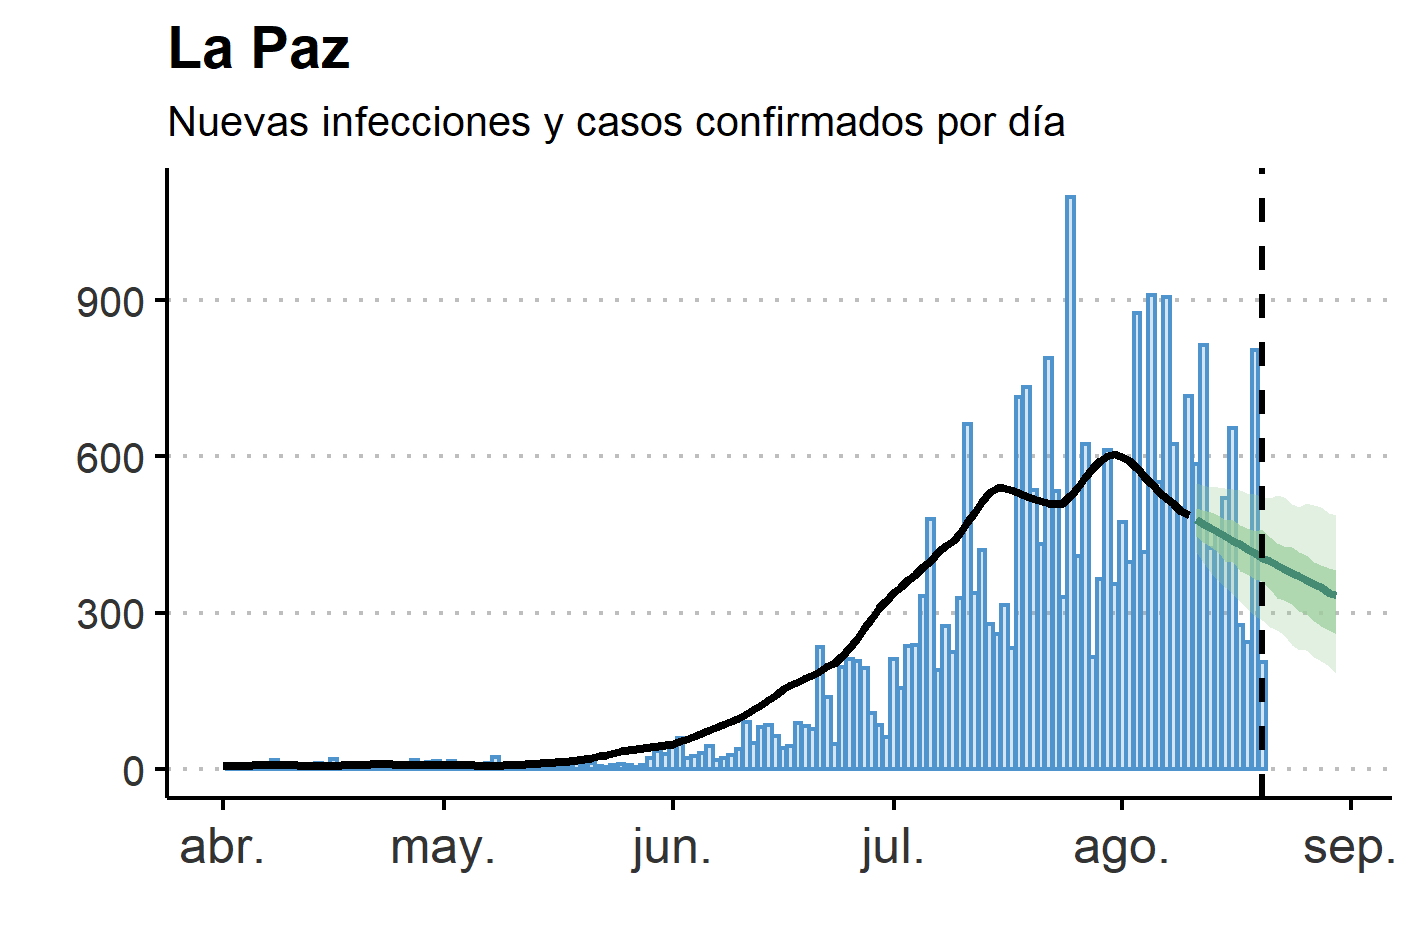 La Paz
Nuevas infecciones y casos confirmados por día
900
600
300
0
abr. may. jun. jul. ago. sep.